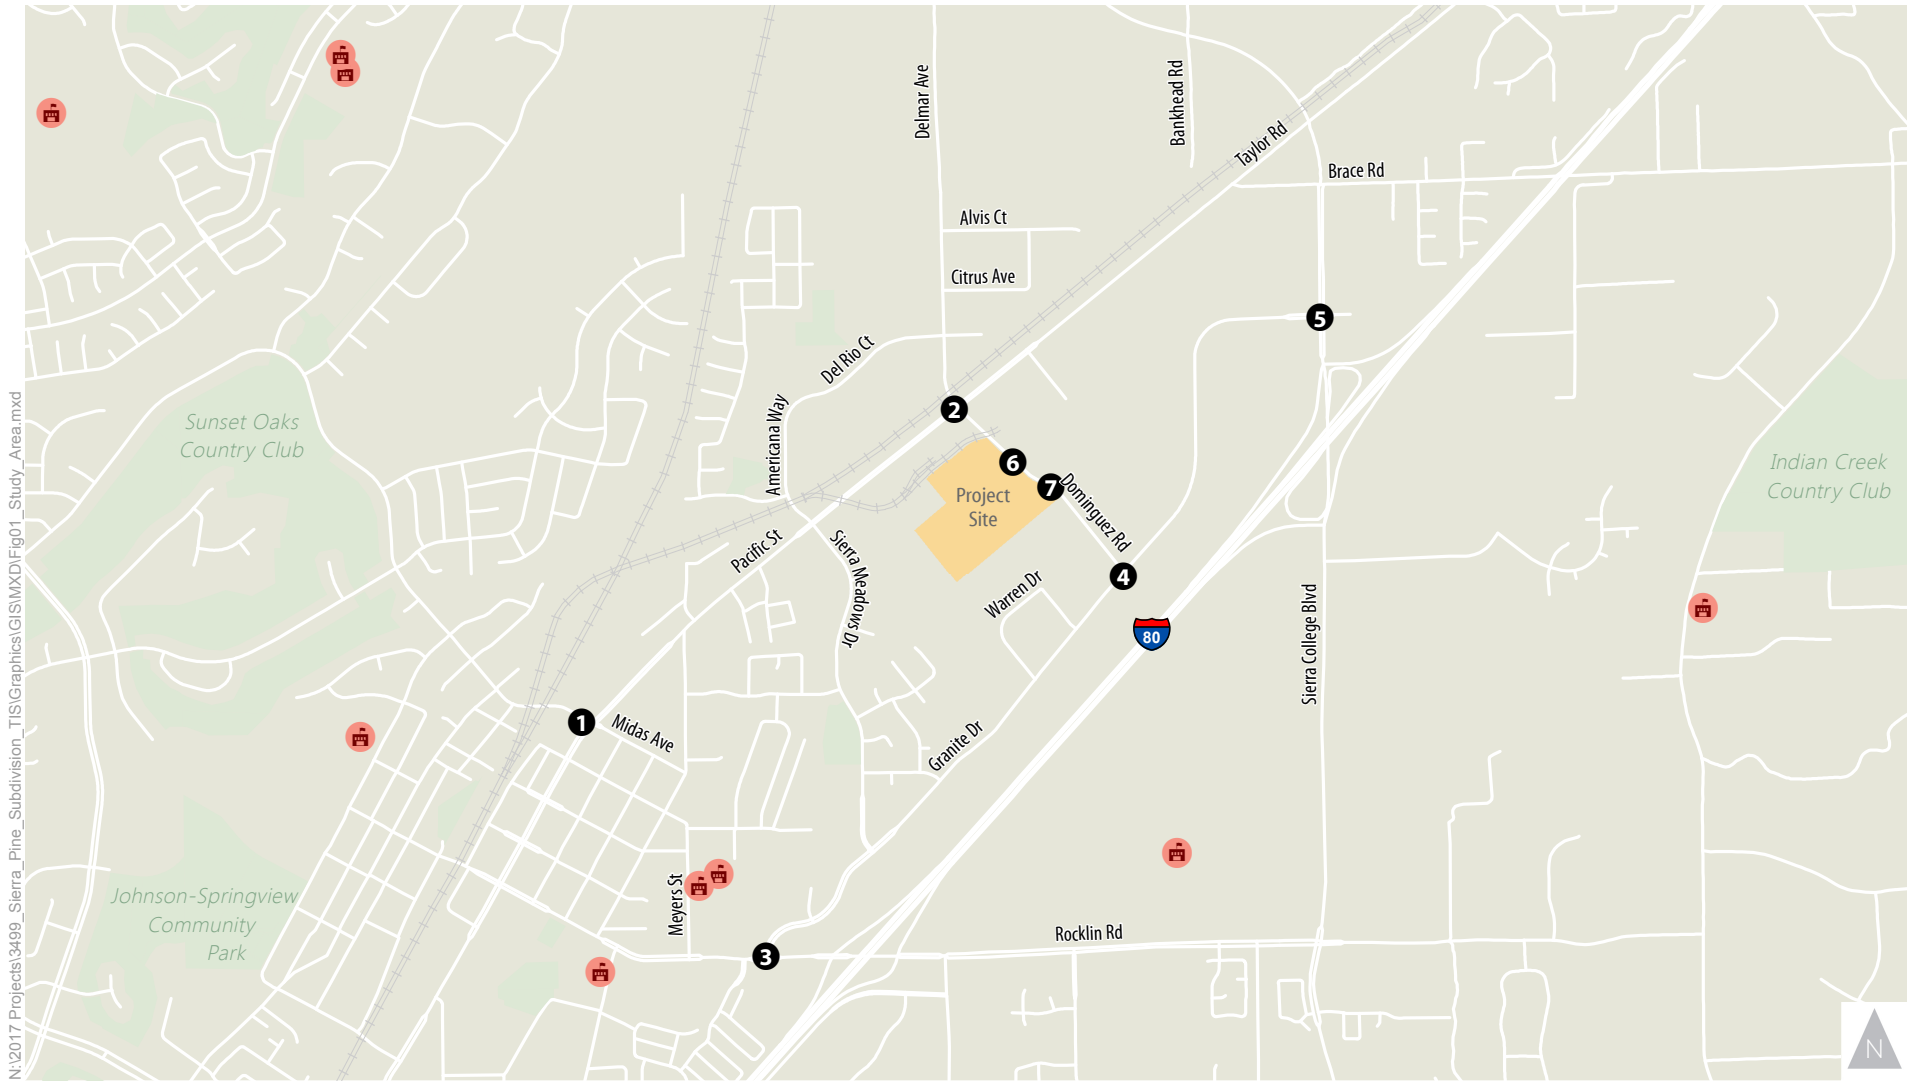 Delmar Ave
Bankhead Rd
Taylor Rd
Brace Rd
Alvis Ct
Citrus Ave
5
Del Rio Ct
Americana Way
2
Sunset Oaks
Country Club
6
7
Indian Creek
Country Club
Project
Site
Dominguez Rd
Pacific St
Sierra Meadows Dr
4
Warren Dr
80
Sierra College Blvd
1
Midas Ave
Granite Dr
Johnson-Springview
Community
Park
Meyers St
Rocklin Rd
3
N
N:\2017 Projects\3499_Sierra_Pine_Subdivision_TIS\Graphics\GIS\MXD\Fig01_Study_Area.mxd